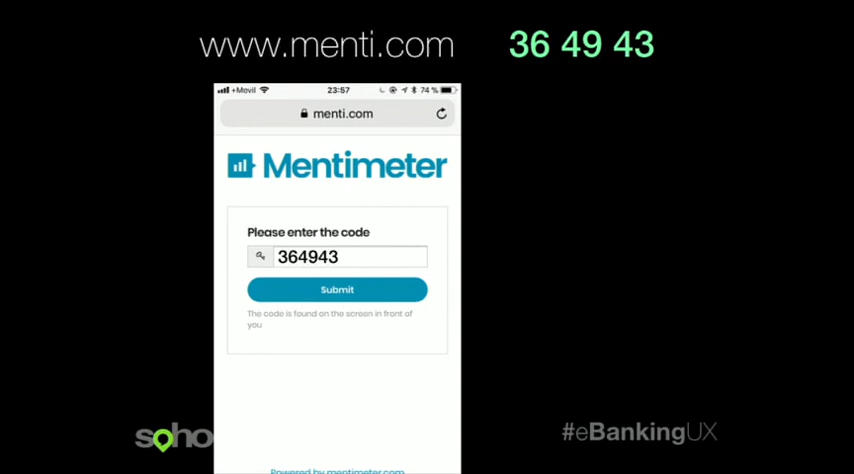 www.menti.com 36 49 43
+Movil 23:57 74 %
menti.com
Mentimeter
Please enter the code
364943
Submit
The code is found on the screen in front of
you
soho #eBankingUX
Powered by mentimeter.com